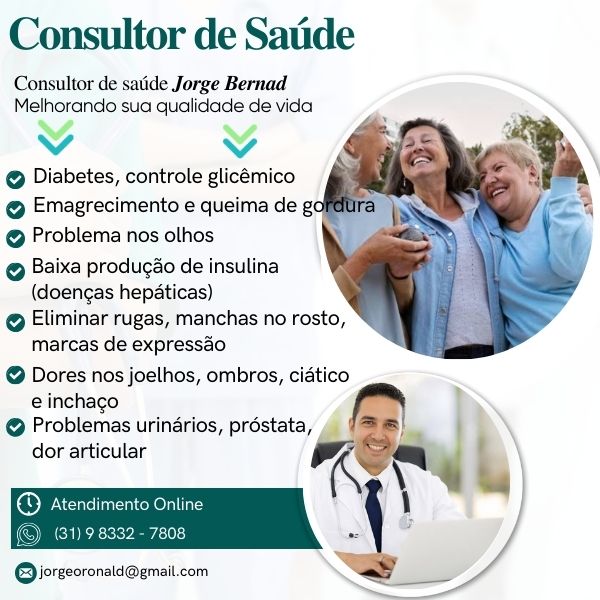 Consultor de Saúde
Consultor de saúde Jorge Bernad
Melhorando sua qualidade de vida
Diabetes, controle glicêmico
Emagrecimento e queima de gordura
Problema nos olhos
Baixa produção de insulina
(doenças hepáticas)
Eliminar rugas, manchas no rosto,
marcas de expressão
Dores nos joelhos, ombros, ciático
e inchaço
Problemas urinários, próstata,
dor articular
Atendimento Online
(31) 9 8332 - 7808
jorgeoronald@gmail.com